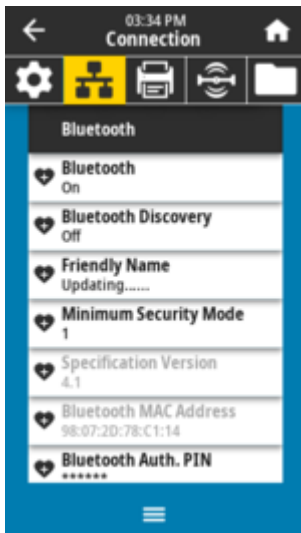 03:34 PM
Connection
Bluetooth
Bluetooth
On
Bluetooth Discovery
Off
Friendly Name
Updating......
Minimum Security Mode
1
Specification Version
4.1
Bluetooth MAC Address
98:07:2D:78:C1:14
Bluetooth Auth. PIN
******